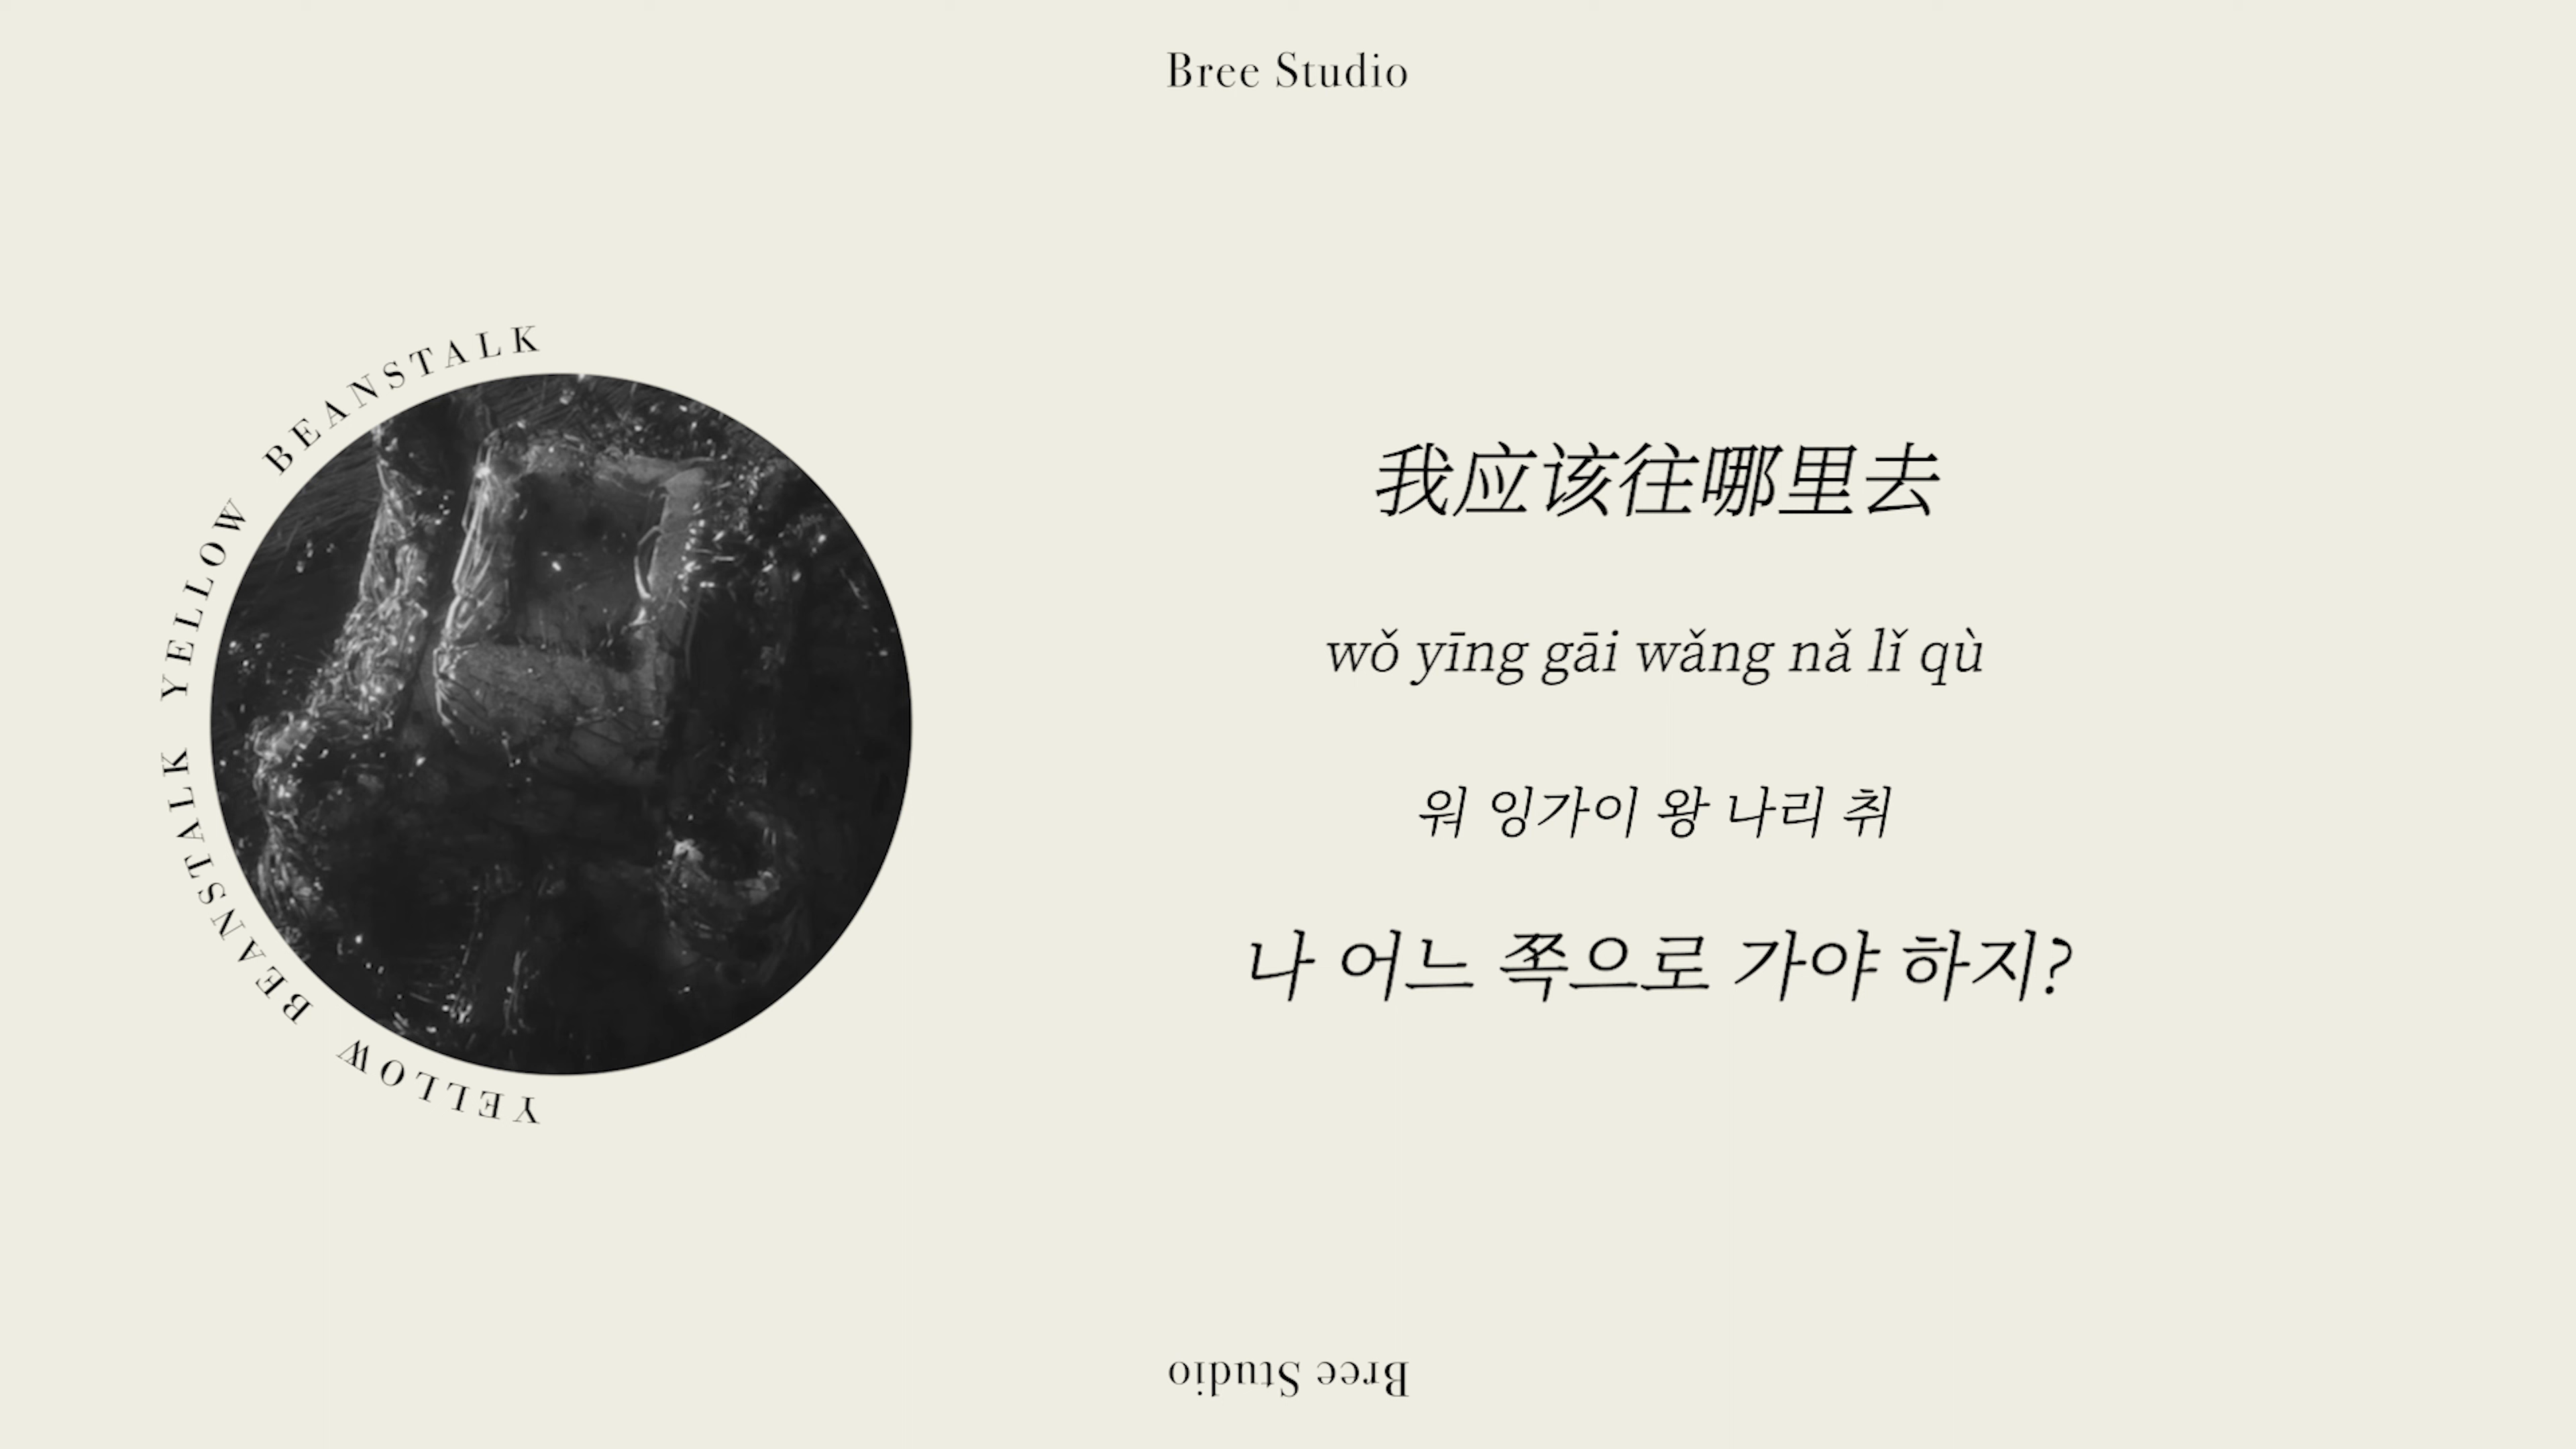 Bree Studio
YELLOW BEANSTALK YELLOW BEANSTALK
我应该往哪里去
wǒ yīng gāi wǎng nǎ lǐ qù
워 잉가이 왕 나리 취
나 어느 쪽으로 가야 하지?
Bree Studio